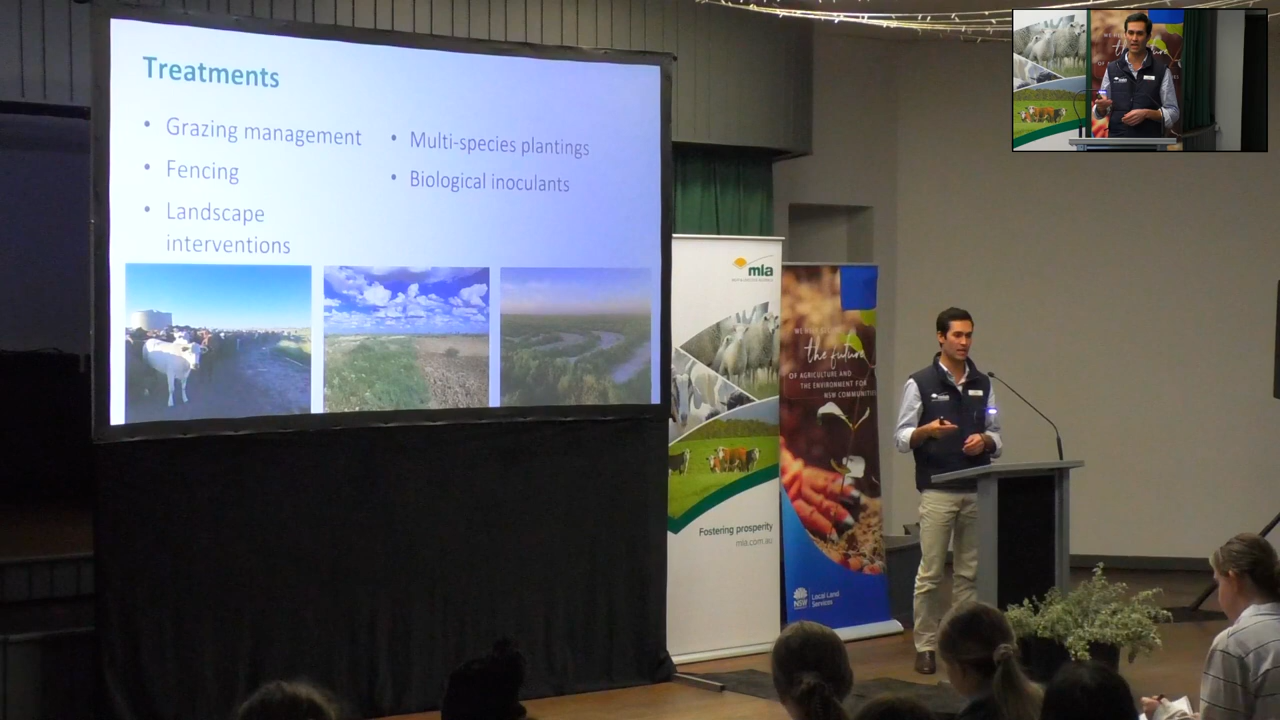 Treatments
• Grazing management
• Fencing
• Landscape
interventions
• Multi-species plantings
• Biological inoculants
mla
Fostering prosperity
mla.com.au
the future
OF AGRICULTURE AND
THE ENVIRONMENT FOR
NSW COMMUNITIES
NSW
Local Land
Services